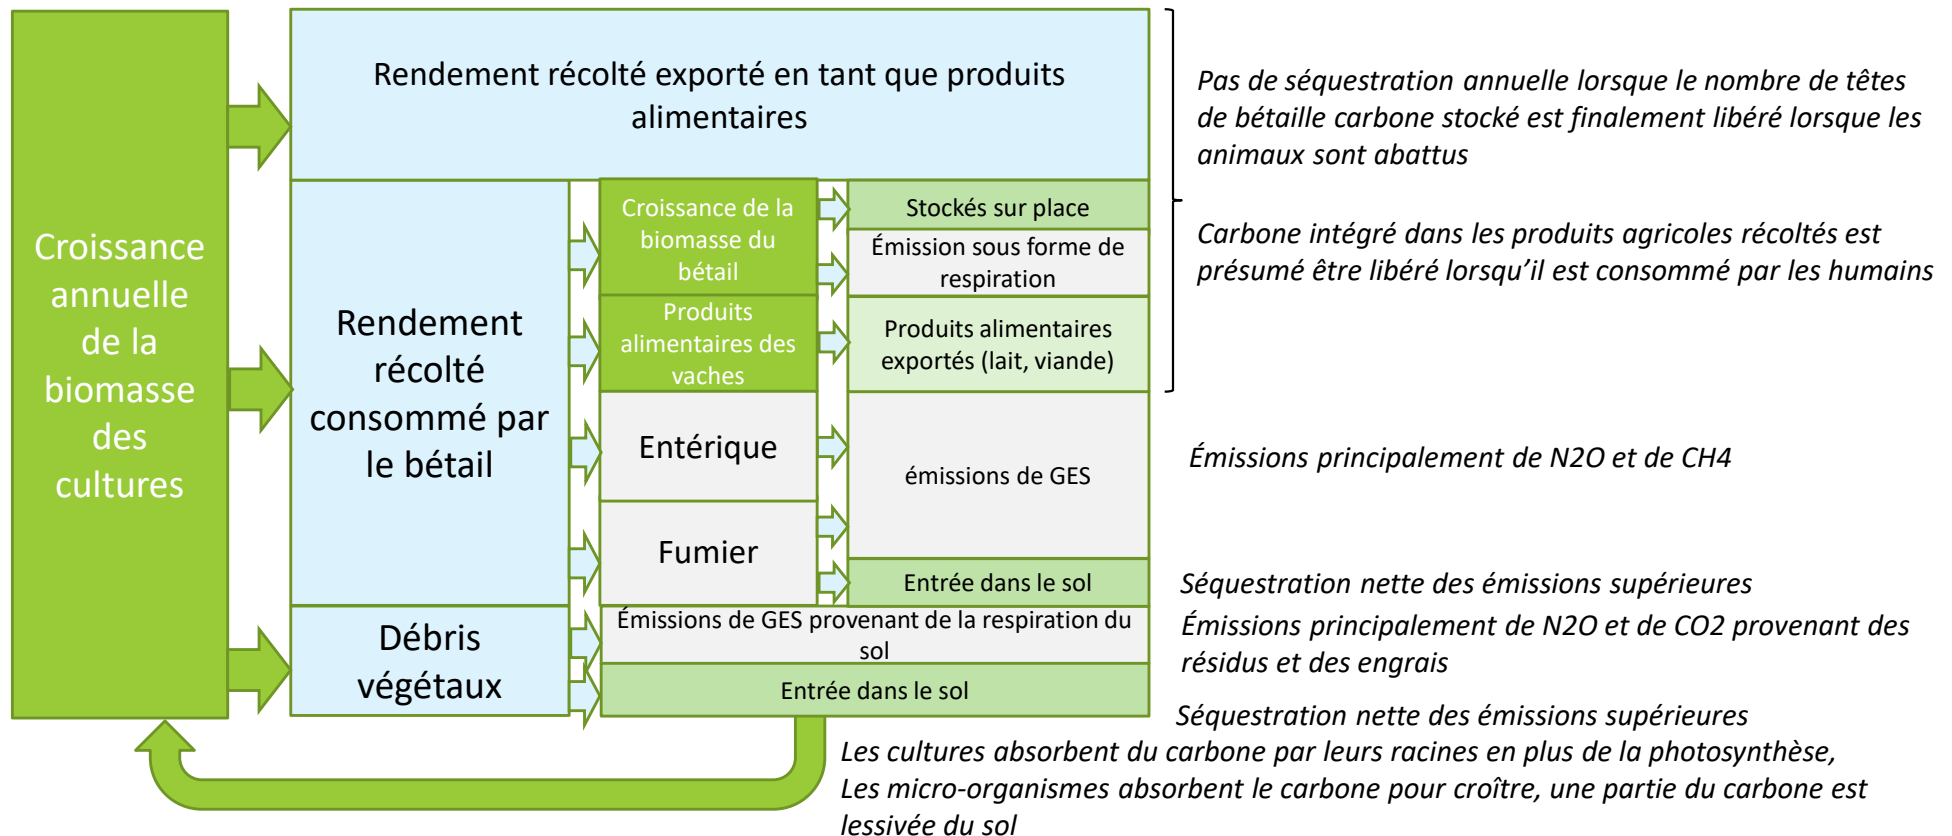 Croissance
annuelle
de la
biomasse
des
cultures
Rendement récolté exporté en tant que produits
alimentaires
Rendement
récolté
consommé par
le bétail
Débris
végétaux
Croissance de la
biomasse du
bétail
Produits
alimentaires des
vaches
Entérique
Fumier
Stockés sur place
Émission sous forme de
respiration
Produits alimentaires
exportés (lait, viande)
émissions de GES
Entrée dans le sol
Émissions de GES provenant de la respiration du
sol
Entrée dans le sol
Pas de séquestration annuelle lorsque le nombre de têtes
de bétaille carbone stocké est finalement libéré lorsque les
animaux sont abattus
Carbone intégré dans les produits agricoles récoltés est
présumé être libéré lorsqu’il est consommé par les humains
Émissions principalement de N2O et de CH4
Séquestration nette des émissions supérieures
Émissions principalement de N2O et de CO2 provenant des
résidus et des engrais
Séquestration nette des émissions supérieures
Les cultures absorbent du carbone par leurs racines en plus de la photosynthèse,
Les micro-organismes absorbent le carbone pour croître, une partie du carbone est
lessivée du sol